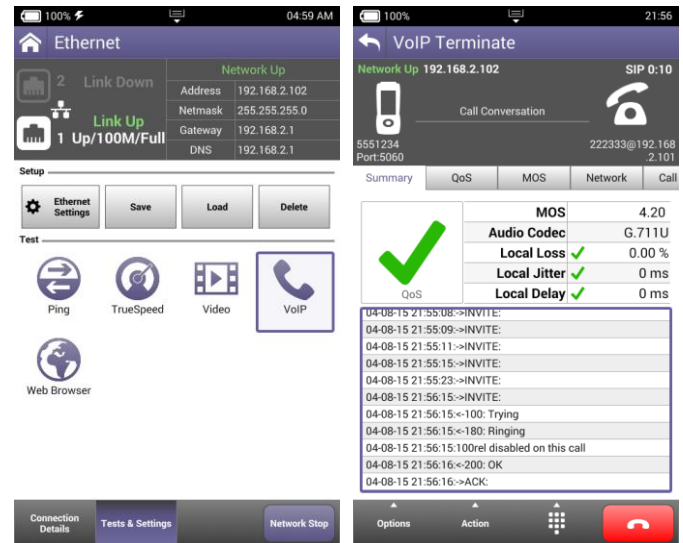 100%
04:59 AM
Ethernet
2 Link Down
Link Up
1 Up/100M/Full
Network Up
Address 192.168.2.102
Netmask 255.255.255.0
Gateway 192.168.2.1
DNS 192.168.2.1
Setup
Ethernet
Settings
Save
Load
Delete
Test
Ping
TrueSpeed
Video
VoIP
Web Browser
Connection
Details
Tests & Settings
Network Stop
100%
21:56
VoIP Terminate
Network Up 192.168.2.102
SIP 0:10
Call Conversation
5551234
Port:5060
222333@192.168
.2.101
Summary
QoS
MOS
Network
Call
QoS
MOS 4.20
Audio Codec G.711U
Local Loss 0.00 %
Local Jitter 0 ms
Local Delay 0 ms
04-08-15 21:55:08:->INVITE:
04-08-15 21:55:09:->INVITE:
04-08-15 21:55:11:->INVITE:
04-08-15 21:55:15:->INVITE:
04-08-15 21:55:23:->INVITE:
04-08-15 21:56:15:->INVITE:
04-08-15 21:56:15:<-100: Trying
04-08-15 21:56:15:<-180: Ringing
04-08-15 21:56:15:100rel disabled on this call
04-08-15 21:56:16:<-200: OK
04-08-15 21:56:16:->ACK:
Options
Action